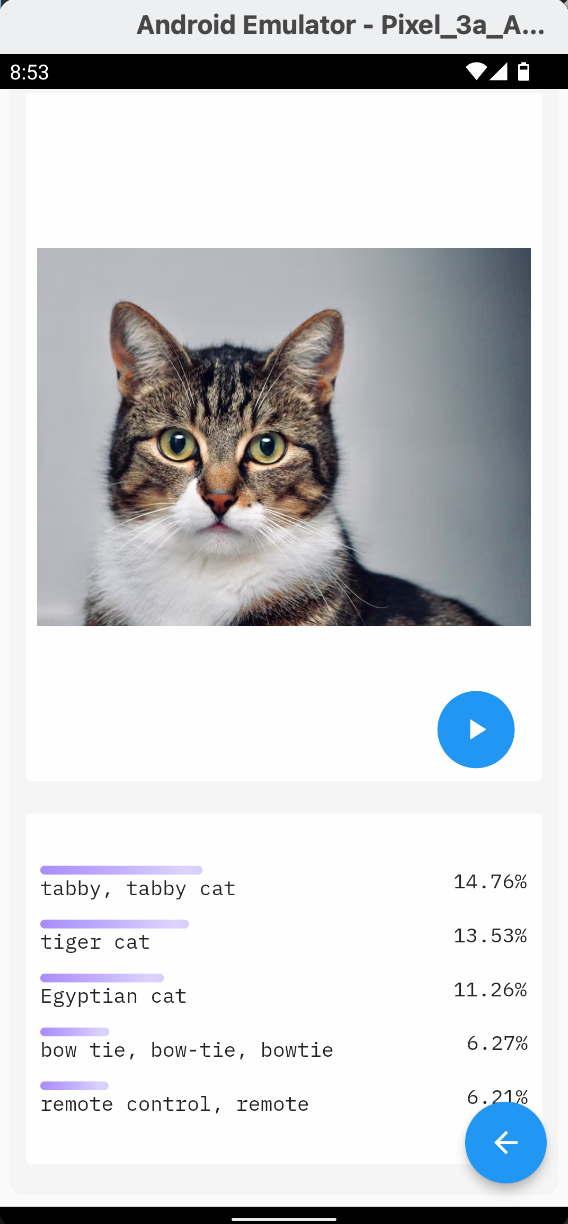 Android Emulator - Pixel_3a_A...
8:53
tabby, tabby cat 14.76%
tiger cat 13.53%
Egyptian cat 11.26%
bow tie, bow-tie, bowtie 6.27%
remote control, remote 6.21%